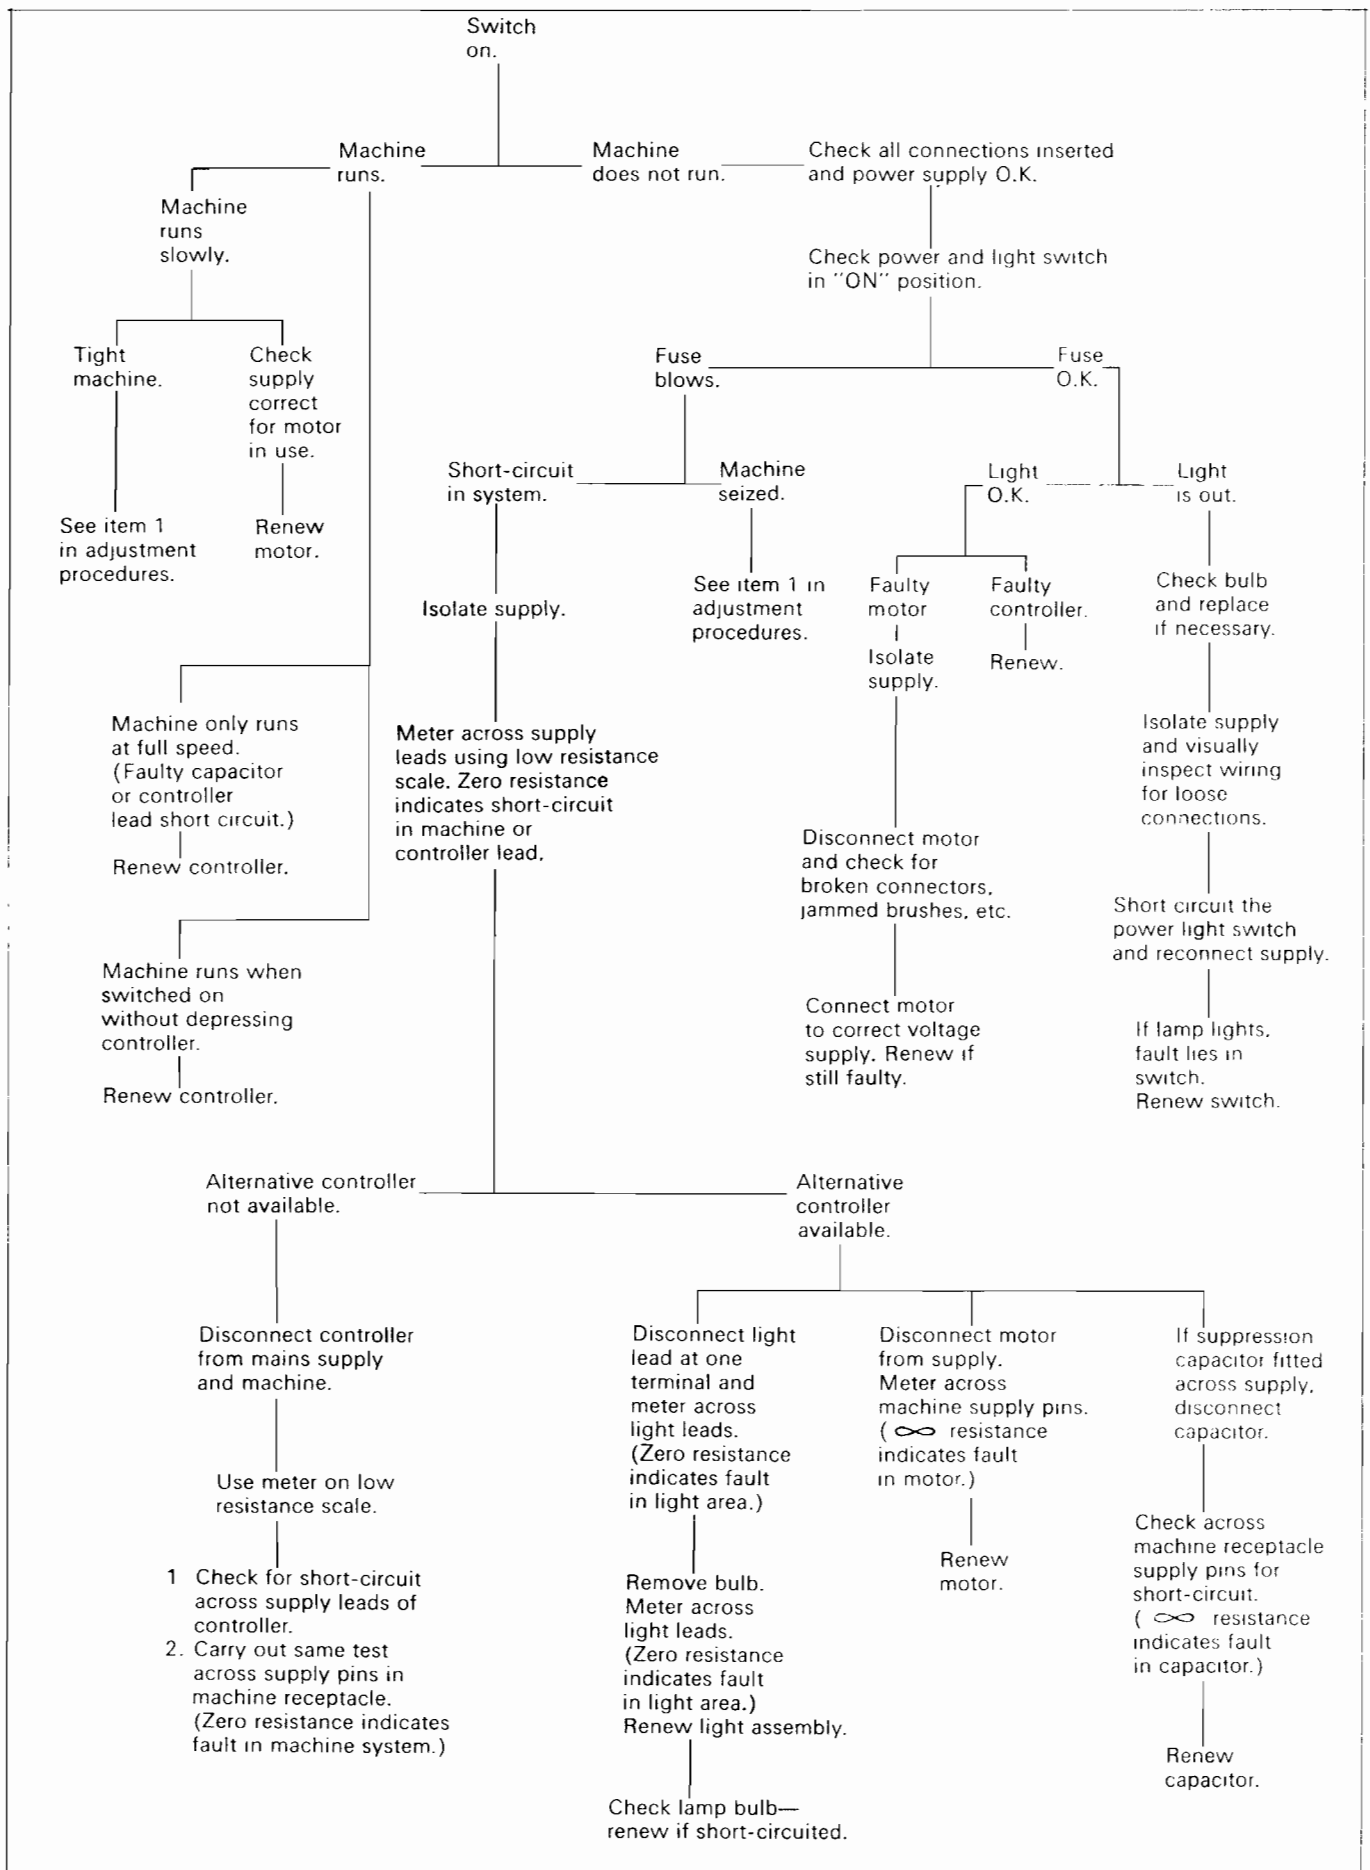 Switch
on.
Machine
runs.
Machine
does not run.
Check all connections inserted
and power supply O.K.
Machine
runs
slowly.
Check power and light switch
in "ON" position.
Tight
machine.
Check
supply
correct
for motor
in use.
Fuse
blows.
Fuse
O.K.
See item 1
in adjustment
procedures.
Renew
motor.
Short-circuit
in system.
Machine
seized.
Light
O.K.
Light
is out.
Isolate supply.
See item 1 in
adjustment
procedures.
Faulty
motor
Faulty
controller.
Check bulb
and replace
if necessary.
Isolate
supply.
Renew.
Machine only runs
at full speed.
(Faulty capacitor
or controller
lead short circuit.)
Renew controller.
Meter across supply
leads using low resistance
scale. Zero resistance
indicates short-circuit
in machine or
controller lead.
Isolate supply
and visually
inspect wiring
for loose
connections.
Disconnect motor
and check for
broken connectors,
jammed brushes, etc.
Short circuit the
power light switch
and reconnect supply.
Machine runs when
switched on
without depressing
controller.
Renew controller.
Connect motor
to correct voltage
supply. Renew if
still faulty.
If lamp lights,
fault lies in
switch.
Renew switch.
Alternative controller
not available.
Alternative
controller
available.
Disconnect controller
from mains supply
and machine.
Use meter on low
resistance scale.
1 Check for short-circuit
across supply leads of
controller.
2. Carry out same test
across supply pins in
machine receptacle.
(Zero resistance indicates
fault in machine system.)
Disconnect light
lead at one
terminal and
meter across
light leads.
(Zero resistance
indicates fault
in light area.)
Remove bulb.
Meter across
light leads.
(Zero resistance
indicates fault
in light area.)
Renew light assembly.
Check lamp bulb—
renew if short-circuited.
Disconnect motor
from supply.
Meter across
machine supply pins.
(∞ resistance
indicates fault
in motor.)
Renew
motor.
If suppression
capacitor fitted
across supply,
disconnect
capacitor.
Check across
machine receptacle
supply pins for
short-circuit.
( ∞ resistance
indicates fault
in capacitor.)
Renew
capacitor.